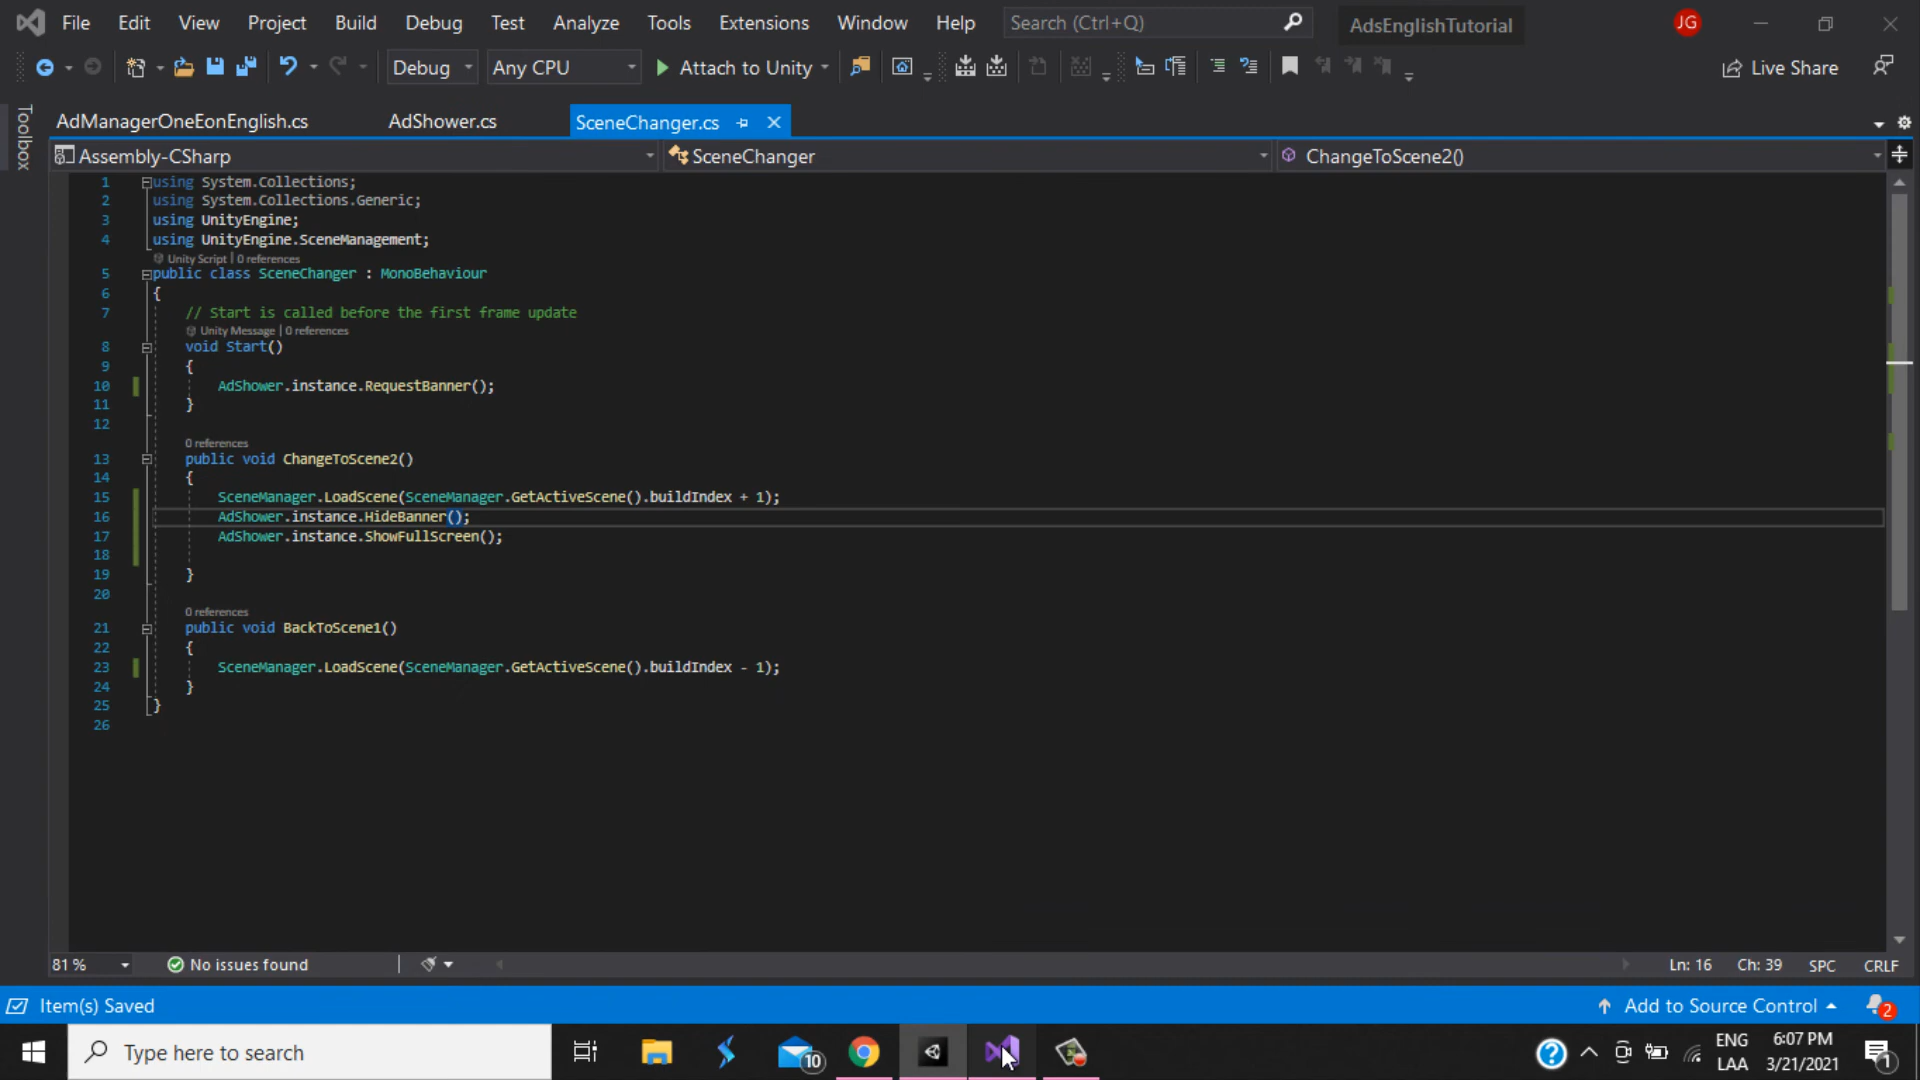 File Edit View Project Build Debug Test Analyze Tools Extensions Window Help Search (Ctrl+Q) AdsEnglishTutorial JG
Debug Any CPU Attach to Unity Live Share
Toolbox
AdManagerOneEonEnglish.cs AdShower.cs SceneChanger.cs
Assembly-CSharp SceneChanger ChangeToScene2()
1 using System.Collections;
2 using System.Collections.Generic;
3 using UnityEngine;
4 using UnityEngine.SceneManagement;
Unity Script | 0 references
5 public class SceneChanger : MonoBehaviour
6 {
7 // Start is called before the first frame update
Unity Message | 0 references
8 void Start()
9 {
10 AdShower.instance.RequestBanner();
11 }
12
0 references
13 public void ChangeToScene2()
14 {
15 SceneManager.LoadScene(SceneManager.GetActiveScene().buildIndex + 1);
16 AdShower.instance.HideBanner();
17 AdShower.instance.ShowFullScreen();
18
19 }
20
0 references
21 public void BackToScene1()
22 {
23 SceneManager.LoadScene(SceneManager.GetActiveScene().buildIndex - 1);
24 }
25 }
26
81 % No issues found Ln: 16 Ch: 39 SPC CRLF
Item(s) Saved Add to Source Control 2
Type here to search 10 ENG 6:07 PM
LAA 3/21/2021 1